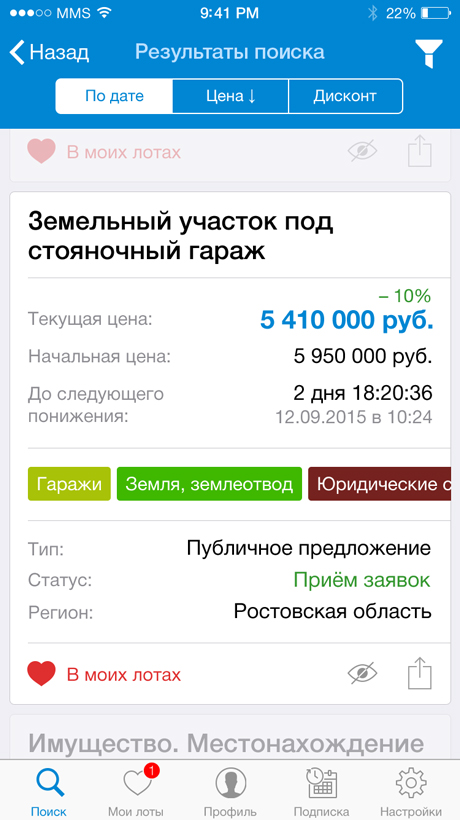 MMS 9:41 PM 22%
Назад Результаты поиска
По дате Цена ↓ Дисконт
В моих лотах
Земельный участок под
стояночный гараж
– 10%
Текущая цена: 5 410 000 руб.
Начальная цена: 5 950 000 руб.
До следующего 2 дня 18:20:36
понижения: 12.09.2015 в 10:24
Гаражи Земля, землеотвод Юридические с
Тип: Публичное предложение
Статус: Приём заявок
Регион: Ростовская область
В моих лотах
Имущество. Местонахождение
1
Поиск Мои лоты Профиль Подписка Настройки